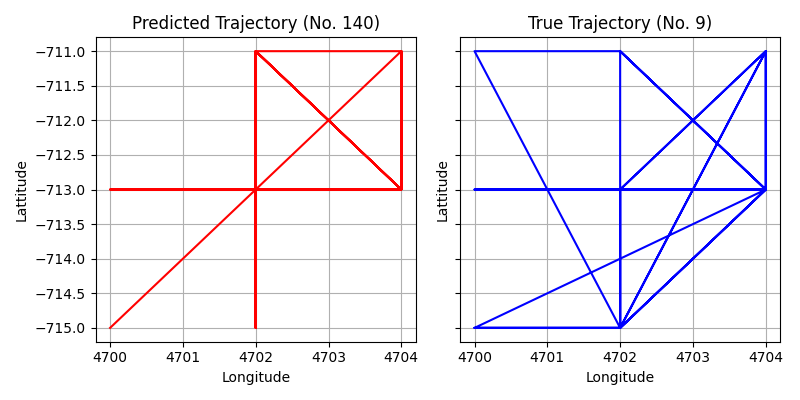 Predicted Trajectory (No. 140)
True Trajectory (No. 9)
Lattitude
−711.0
−711.5
−712.0
−712.5
−713.0
−713.5
−714.0
−714.5
−715.0
4700 4701 4702 4703 4704
Longitude
Lattitude
4700 4701 4702 4703 4704
Longitude